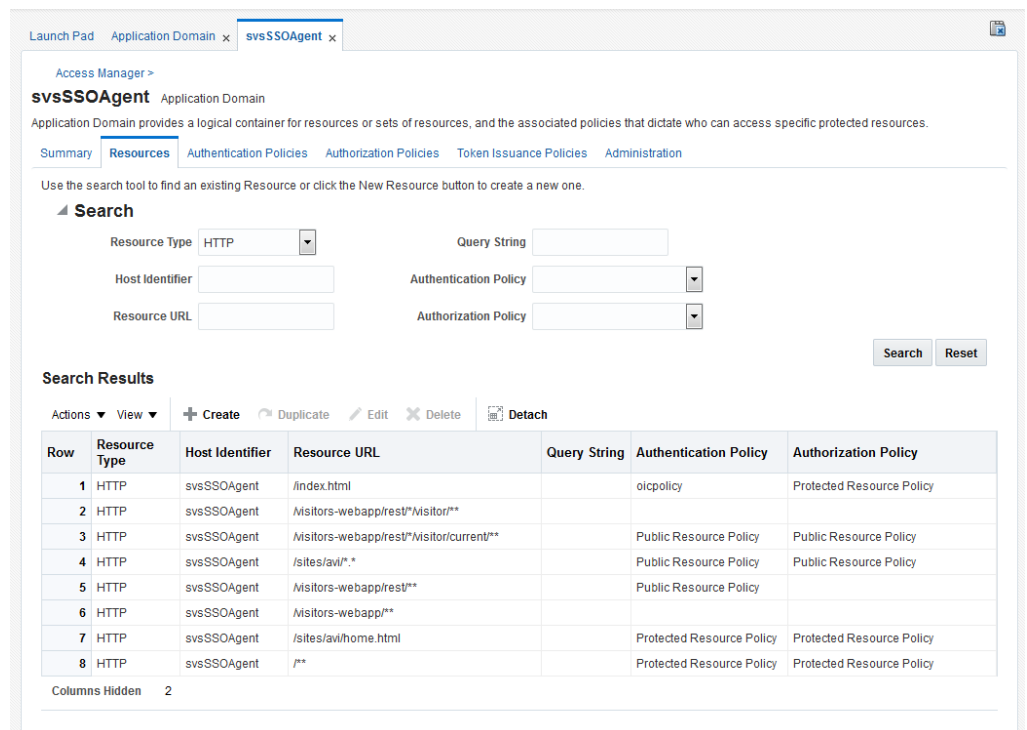 Launch Pad Application Domain x svsSSOAgent x
Access Manager >
svsSSOAgent Application Domain
Application Domain provides a logical container for resources or sets of resources, and the associated policies that dictate who can access specific protected resources.
Summary Resources Authentication Policies Authorization Policies Token Issuance Policies Administration
Use the search tool to find an existing Resource or click the New Resource button to create a new one.
Search
Resource Type HTTP Query String
Host Identifier Authentication Policy
Resource URL Authorization Policy
Search Reset
Search Results
Actions View Create Duplicate Edit Delete Detach
Row Resource Type Host Identifier Resource URL Query String Authentication Policy Authorization Policy
1 HTTP svsSSOAgent /index.html oicpolicy Protected Resource Policy
2 HTTP svsSSOAgent /visitors-webapp/rest/*/visitor/**
3 HTTP svsSSOAgent /visitors-webapp/rest/*/visitor/current/** Public Resource Policy Public Resource Policy
4 HTTP svsSSOAgent /sites/avi/*.* Public Resource Policy Public Resource Policy
5 HTTP svsSSOAgent /visitors-webapp/rest/** Public Resource Policy
6 HTTP svsSSOAgent /visitors-webapp/**
7 HTTP svsSSOAgent /sites/avi/home.html Protected Resource Policy Protected Resource Policy
8 HTTP svsSSOAgent /** Protected Resource Policy Protected Resource Policy
Columns Hidden 2